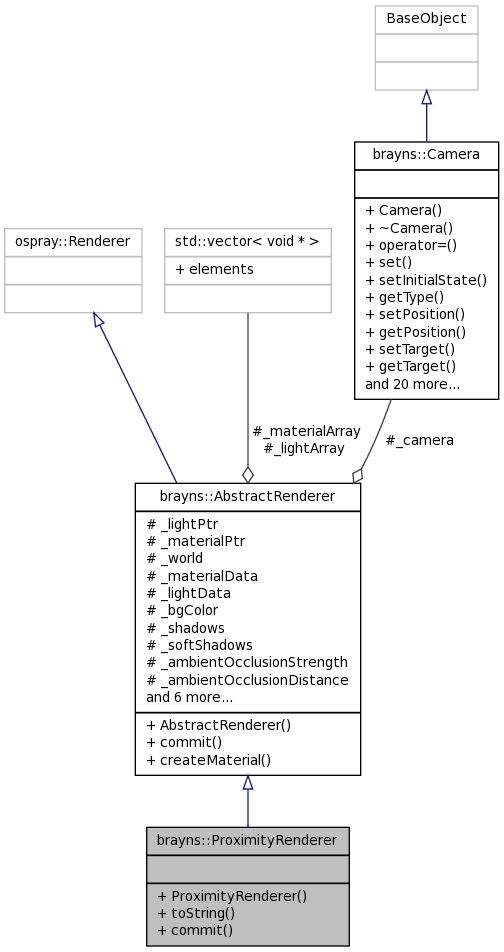 BaseObject
brayns::Camera
+ Camera()
+ ~Camera()
+ operator=()
+ set()
+ setInitialState()
+ getType()
+ setPosition()
+ getPosition()
+ setTarget()
+ getTarget()
and 20 more...
ospray::Renderer
std::vector< void * >
+ elements
#_materialArray
#_lightArray
#_camera
brayns::AbstractRenderer
# _lightPtr
# _materialPtr
# _world
# _materialData
# _lightData
# _bgColor
# _shadows
# _softShadows
# _ambientOcclusionStrength
# _ambientOcclusionDistance
and 6 more...
+ AbstractRenderer()
+ commit()
+ createMaterial()
brayns::ProximityRenderer
+ ProximityRenderer()
+ toString()
+ commit()